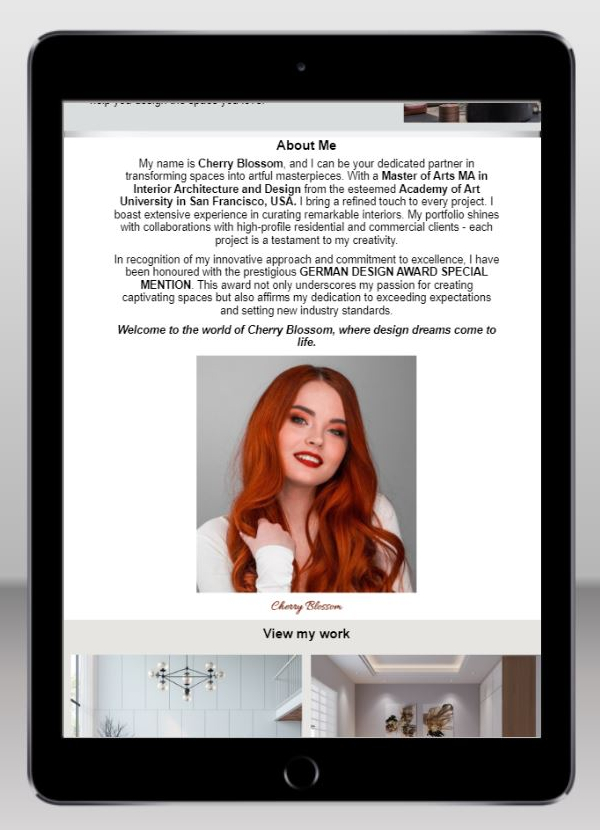 help you design the space you love.
About Me
My name is Cherry Blossom, and I can be your dedicated partner in
transforming spaces into artful masterpieces. With a Master of Arts MA in
Interior Architecture and Design from the esteemed Academy of Art
University in San Francisco, USA. I bring a refined touch to every project. I
boast extensive experience in curating remarkable interiors. My portfolio shines
with collaborations with high-profile residential and commercial clients - each
project is a testament to my creativity.
In recognition of my innovative approach and commitment to excellence, I have
been honoured with the prestigious GERMAN DESIGN AWARD SPECIAL
MENTION. This award not only underscores my passion for creating
captivating spaces but also affirms my dedication to exceeding expectations
and setting new industry standards.
Welcome to the world of Cherry Blossom, where design dreams come to
life.
Cherry Blossom
View my work